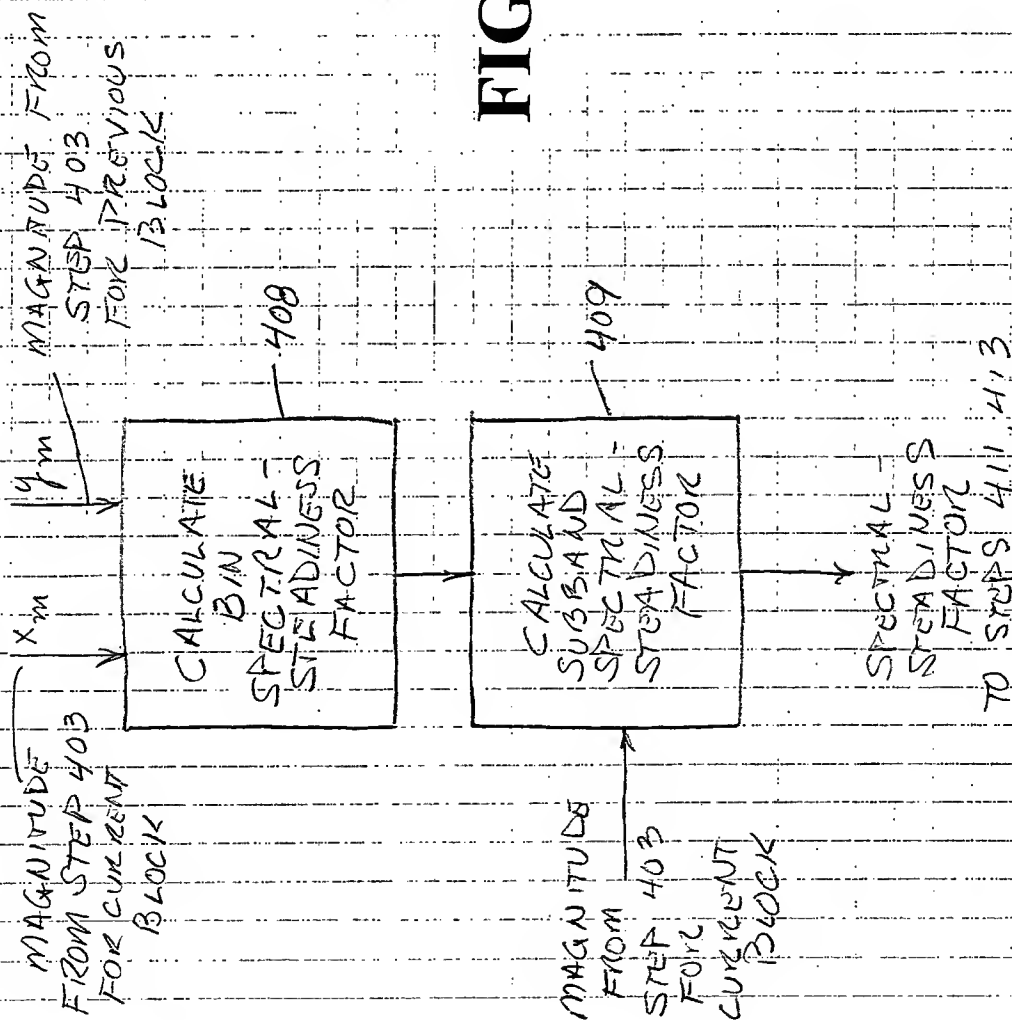 FIG
MAGNITUDE
FROM STEP 403
FOR CURRENT
BLOCK
xm
ym
MAGNITUDE FROM
STEP 403
FOR PREVIOUS
BLOCK
CALCULATE
BIN
SPECTRAL-
STEADINESS
FACTOR
408
MAGNITUDE
FROM
STEP 403
FOR
CURRENT
BLOCK
CALCULATE
SUBBAND
SPECTRAL-
STEADINESS
FACTOR
409
SPECTRAL-
STEADINESS
FACTOR
TO STEPS 411, 413